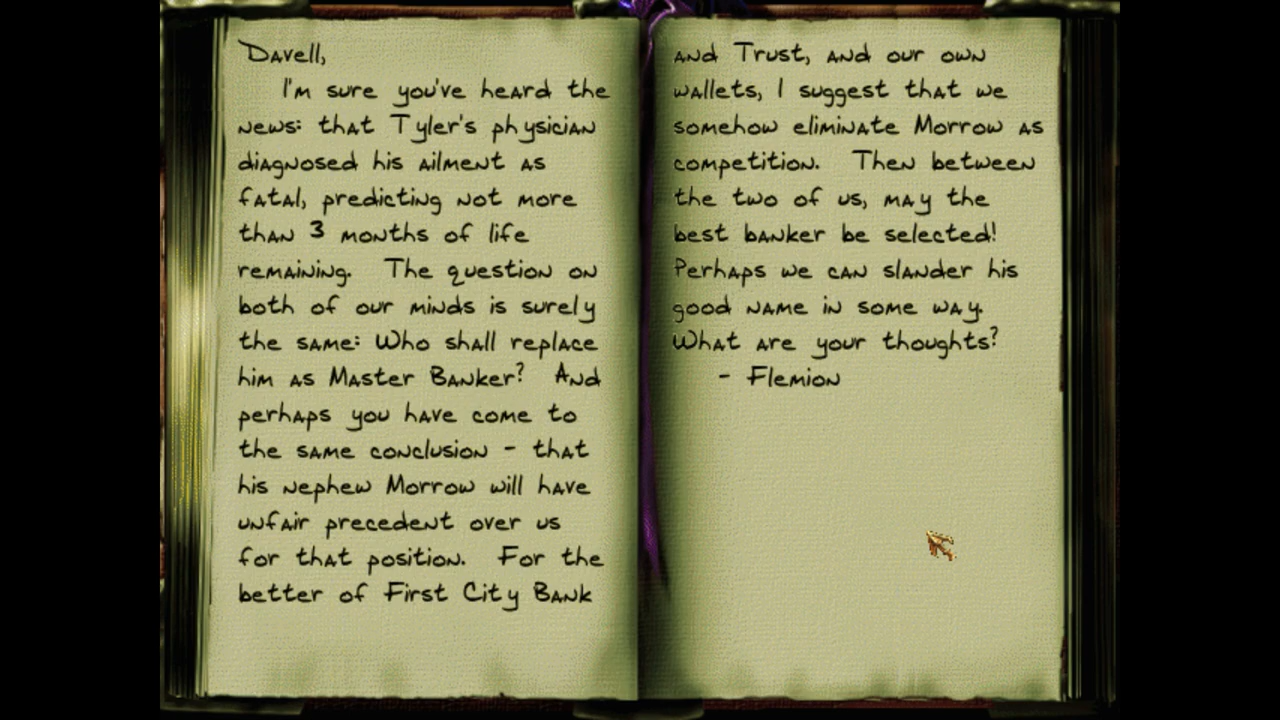 Davell,
I'm sure you've heard the
news: that Tyler's physician
diagnosed his ailment as
fatal, predicting not more
than 3 months of life
remaining. The question on
both of our minds is surely
the same: Who shall replace
him as Master Banker? And
perhaps you have come to
the same conclusion - that
his nephew Morrow will have
unfair precedent over us
for that position. For the
better of First City Bank
and Trust, and our own
wallets, I suggest that we
somehow eliminate Morrow as
competition. Then between
the two of us, may the
best banker be selected!
Perhaps we can slander his
good name in some way.
What are your thoughts?
- Flemion